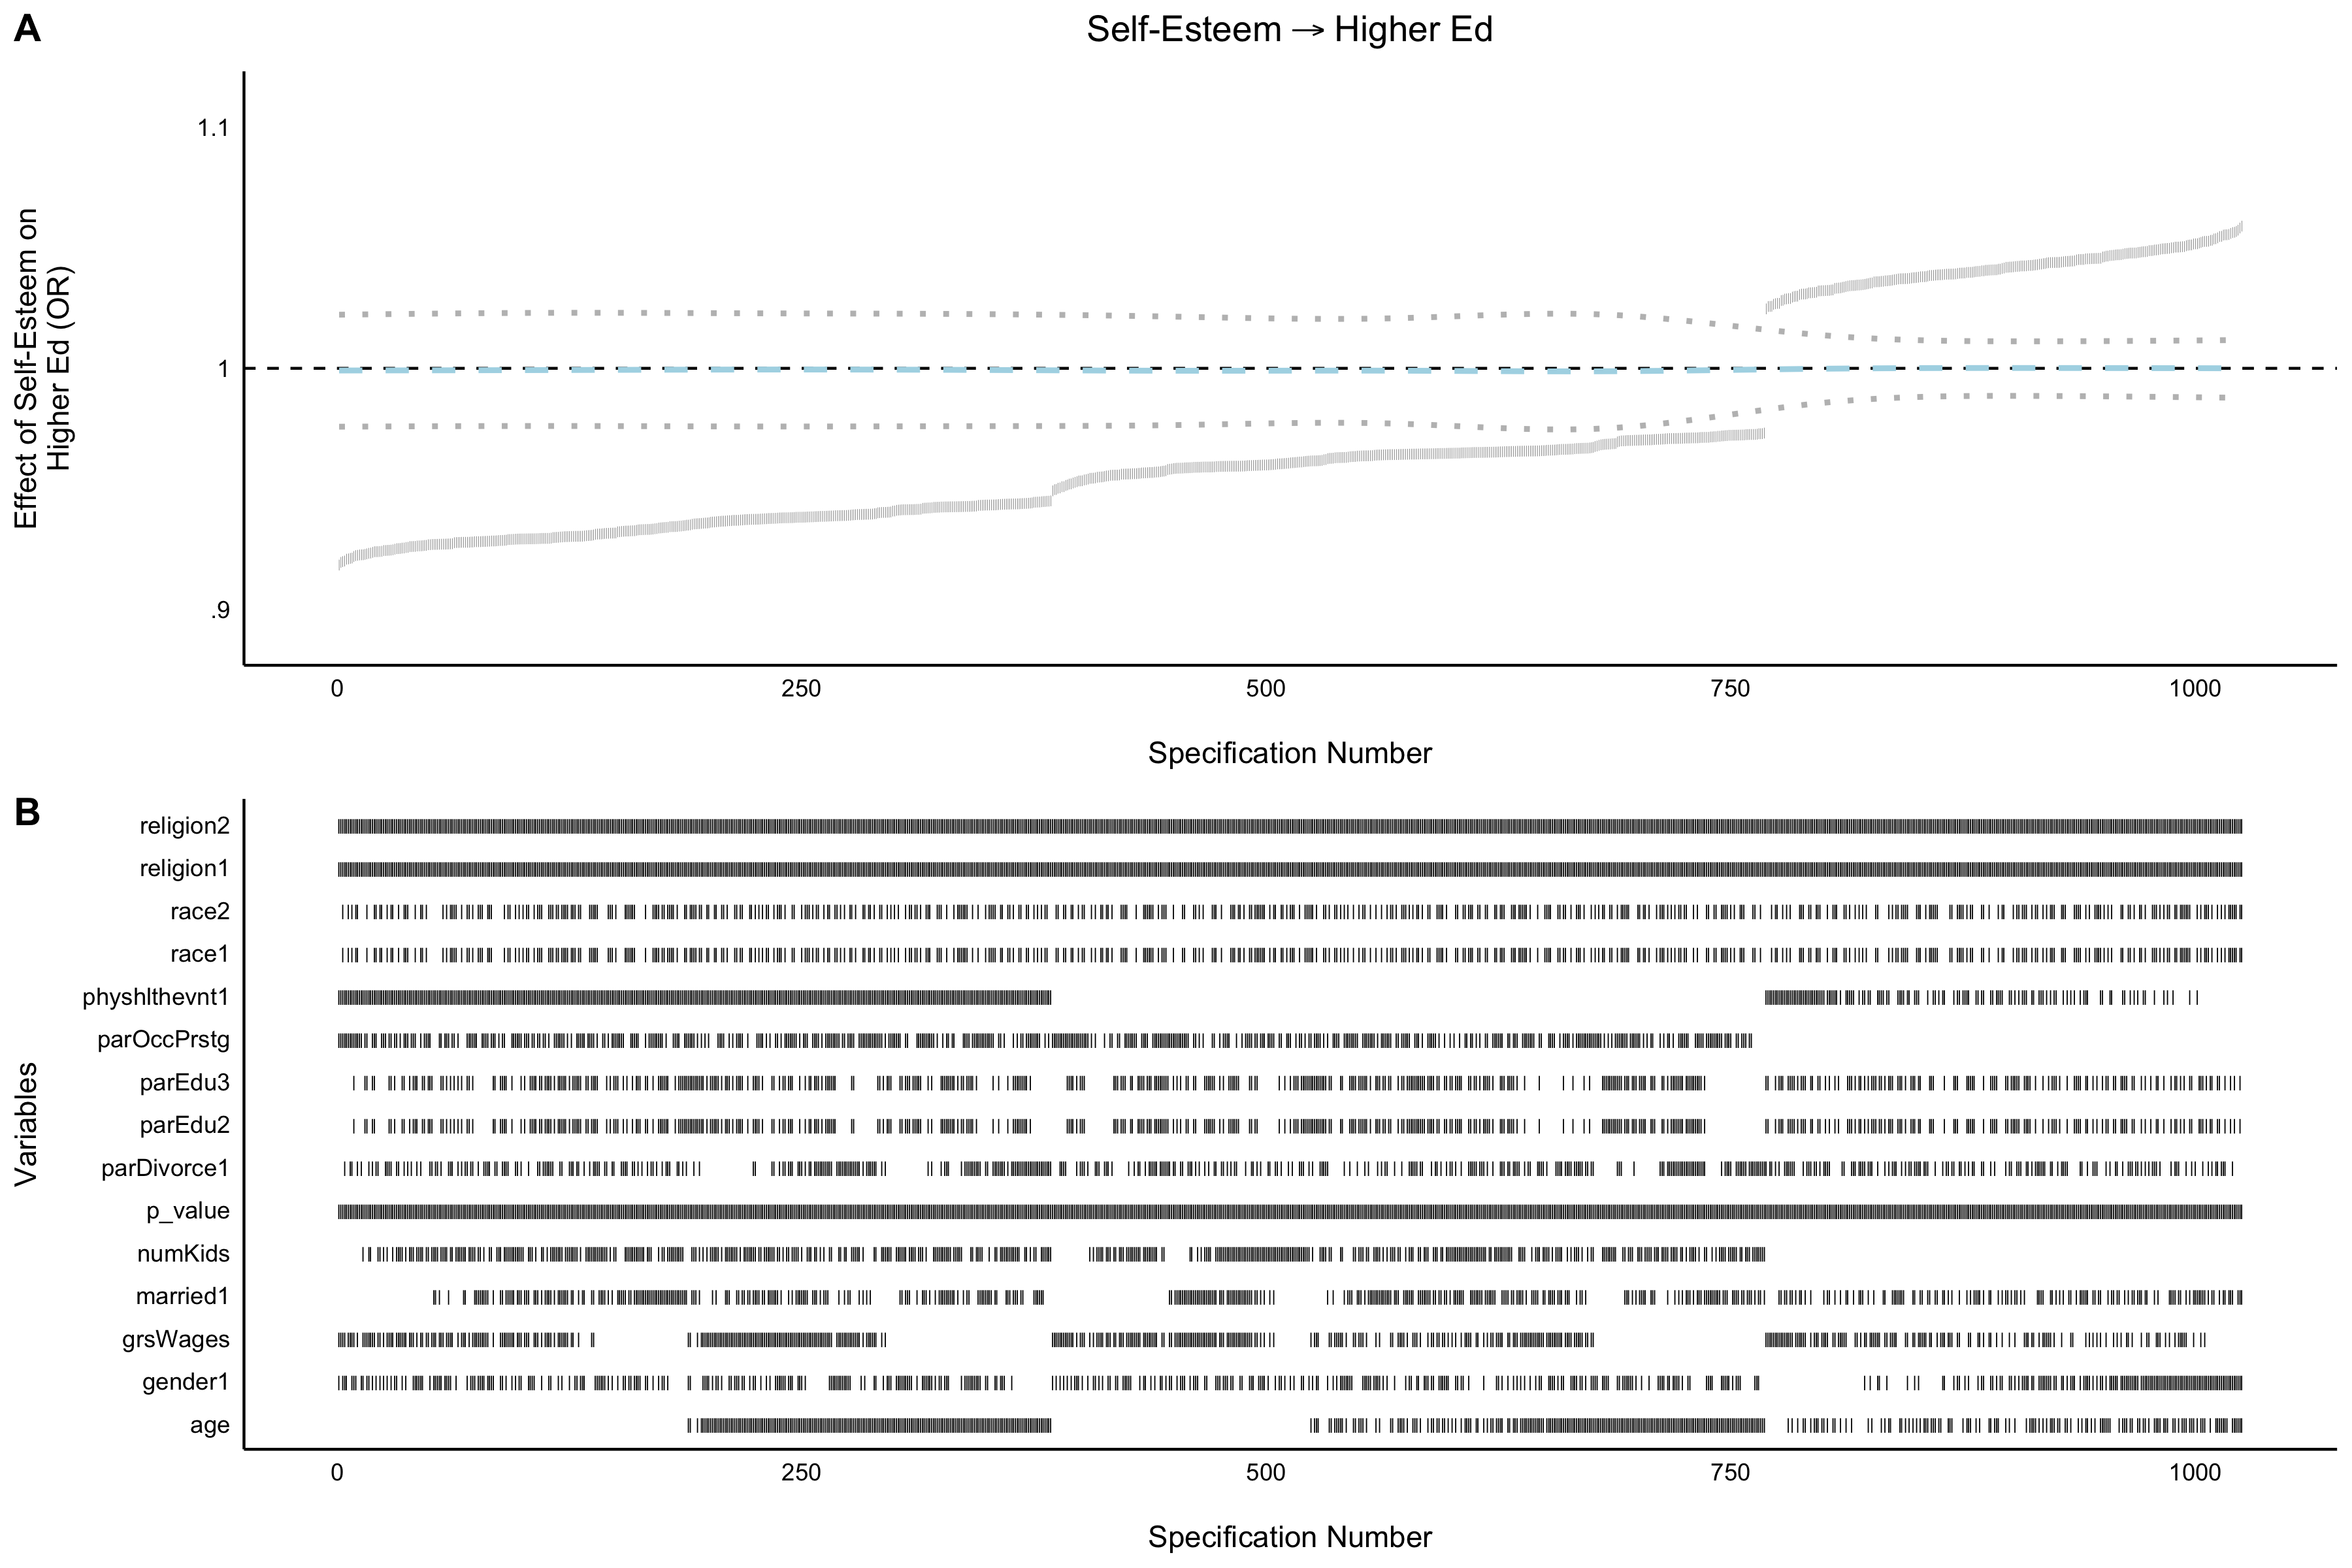 A
Self-Esteem → Higher Ed
Effect of Self-Esteem on
Higher Ed (OR)
1.1
1
.9
0 250 500 750 1000
Specification Number
B
Variables
religion2
religion1
race2
race1
physhlthevnt1
parOccPrstg
parEdu3
parEdu2
parDivorce1
p_value
numKids
married1
grsWages
gender1
age
0 250 500 750 1000
Specification Number